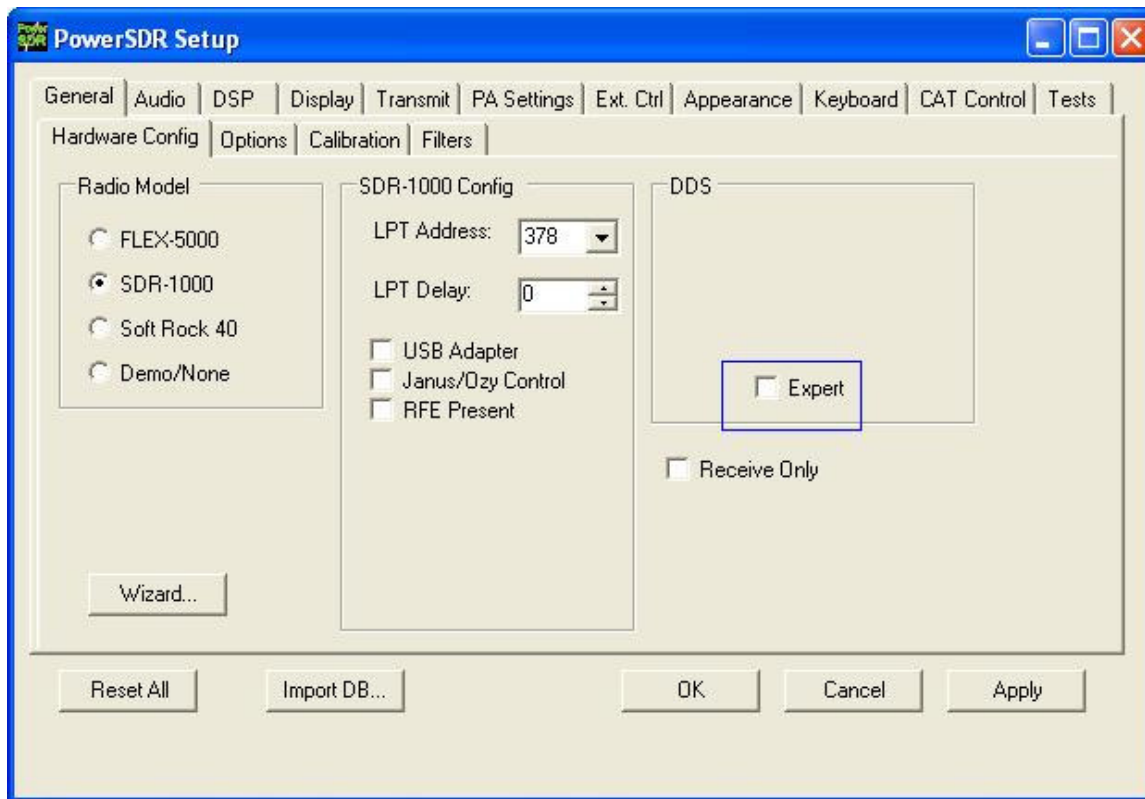 PowerSDR Setup
General Audio DSP Display Transmit PA Settings Ext. Ctrl Appearance Keyboard CAT Control Tests
Hardware Config Options Calibration Filters
Radio Model
FLEX-5000
SDR-1000
Soft Rock 40
Demo/None
Wizard...
SDR-1000 Config
LPT Address: 378
LPT Delay: 0
USB Adapter
Janus/Ozy Control
RFE Present
DDS
Expert
Receive Only
Reset All Import DB... OK Cancel Apply